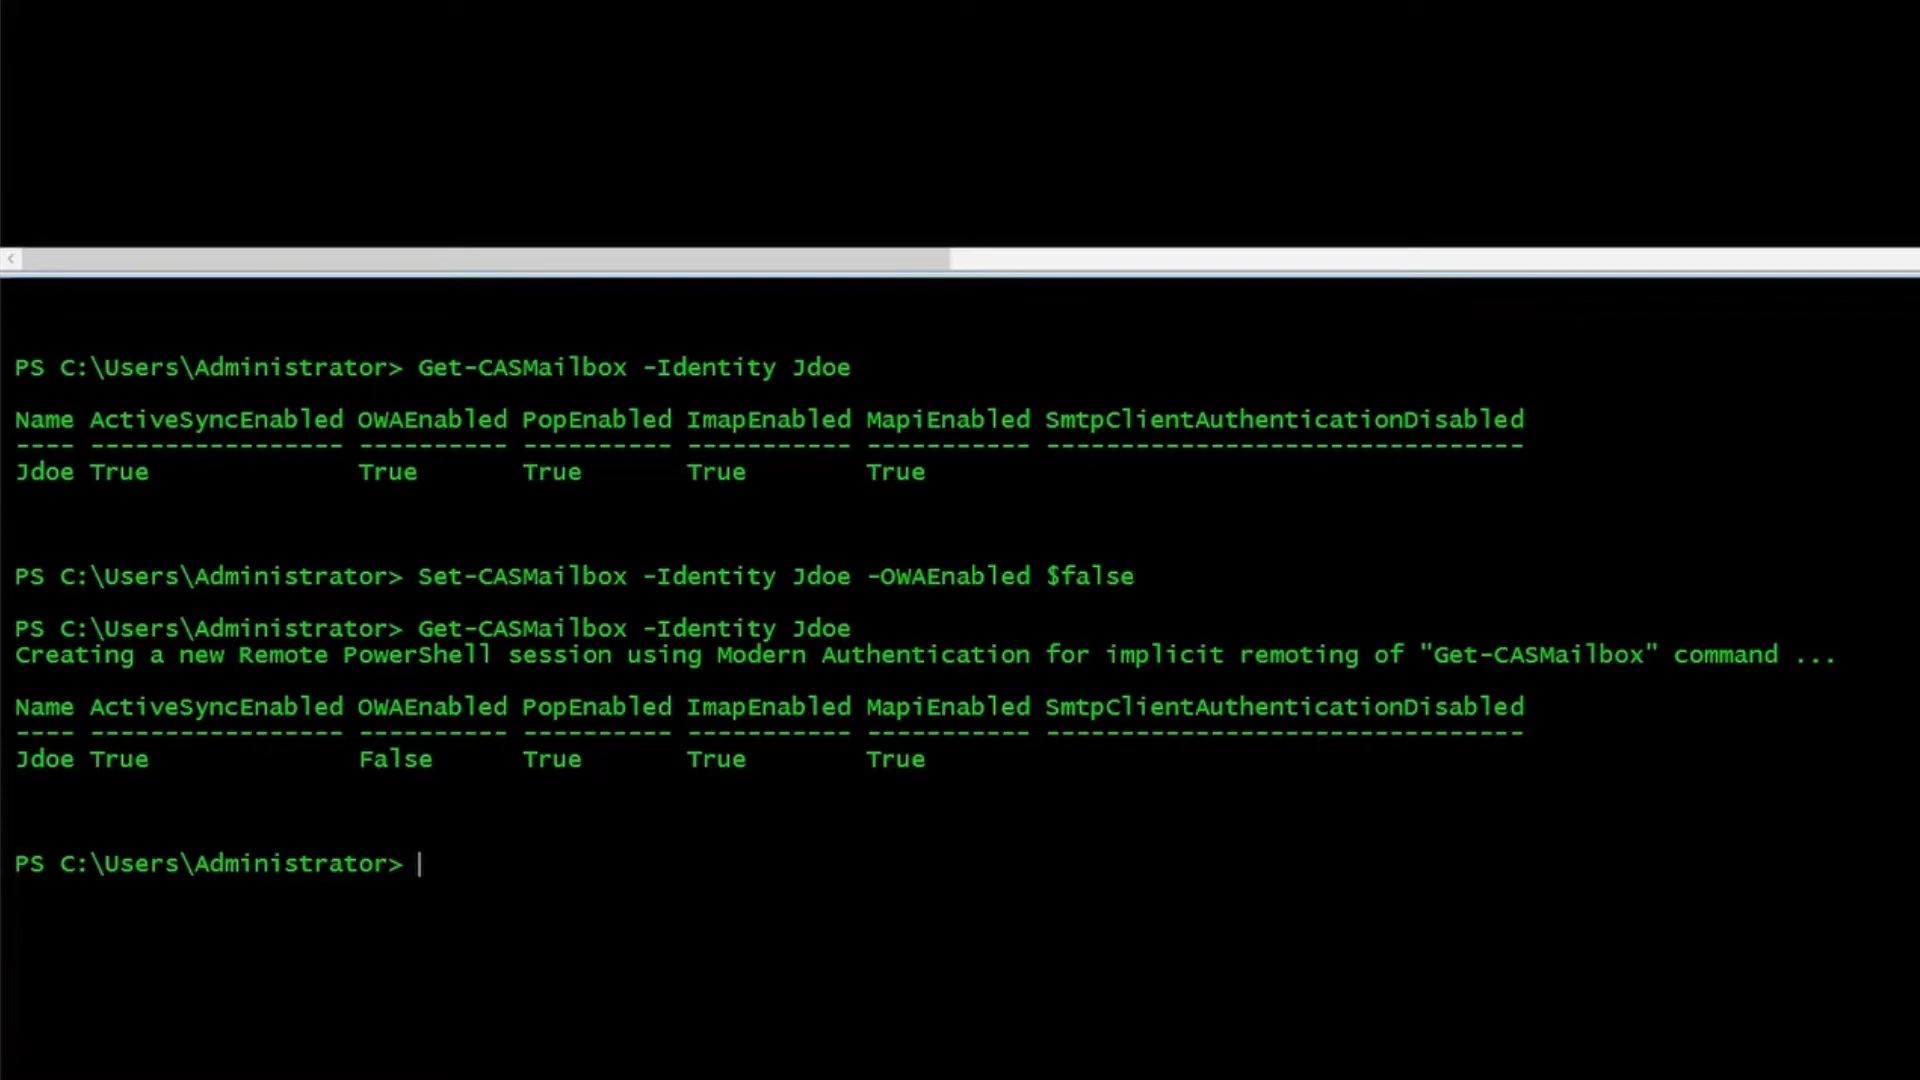 PS C:\Users\Administrator> Get-CASMailbox -Identity Jdoe
Name ActiveSyncEnabled OWAEnabled PopEnabled ImapEnabled MapiEnabled SmtpClientAuthenticationDisabled
---- ----------------- ---------- ---------- ----------- ----------- --------------------------------
Jdoe True              True       True       True        True
PS C:\Users\Administrator> Set-CASMailbox -Identity Jdoe -OWAEnabled $false
PS C:\Users\Administrator> Get-CASMailbox -Identity Jdoe
Creating a new Remote PowerShell session using Modern Authentication for implicit remoting of "Get-CASMailbox" command ...
Name ActiveSyncEnabled OWAEnabled PopEnabled ImapEnabled MapiEnabled SmtpClientAuthenticationDisabled
---- ----------------- ---------- ---------- ----------- ----------- --------------------------------
Jdoe True              False      True       True        True
PS C:\Users\Administrator>